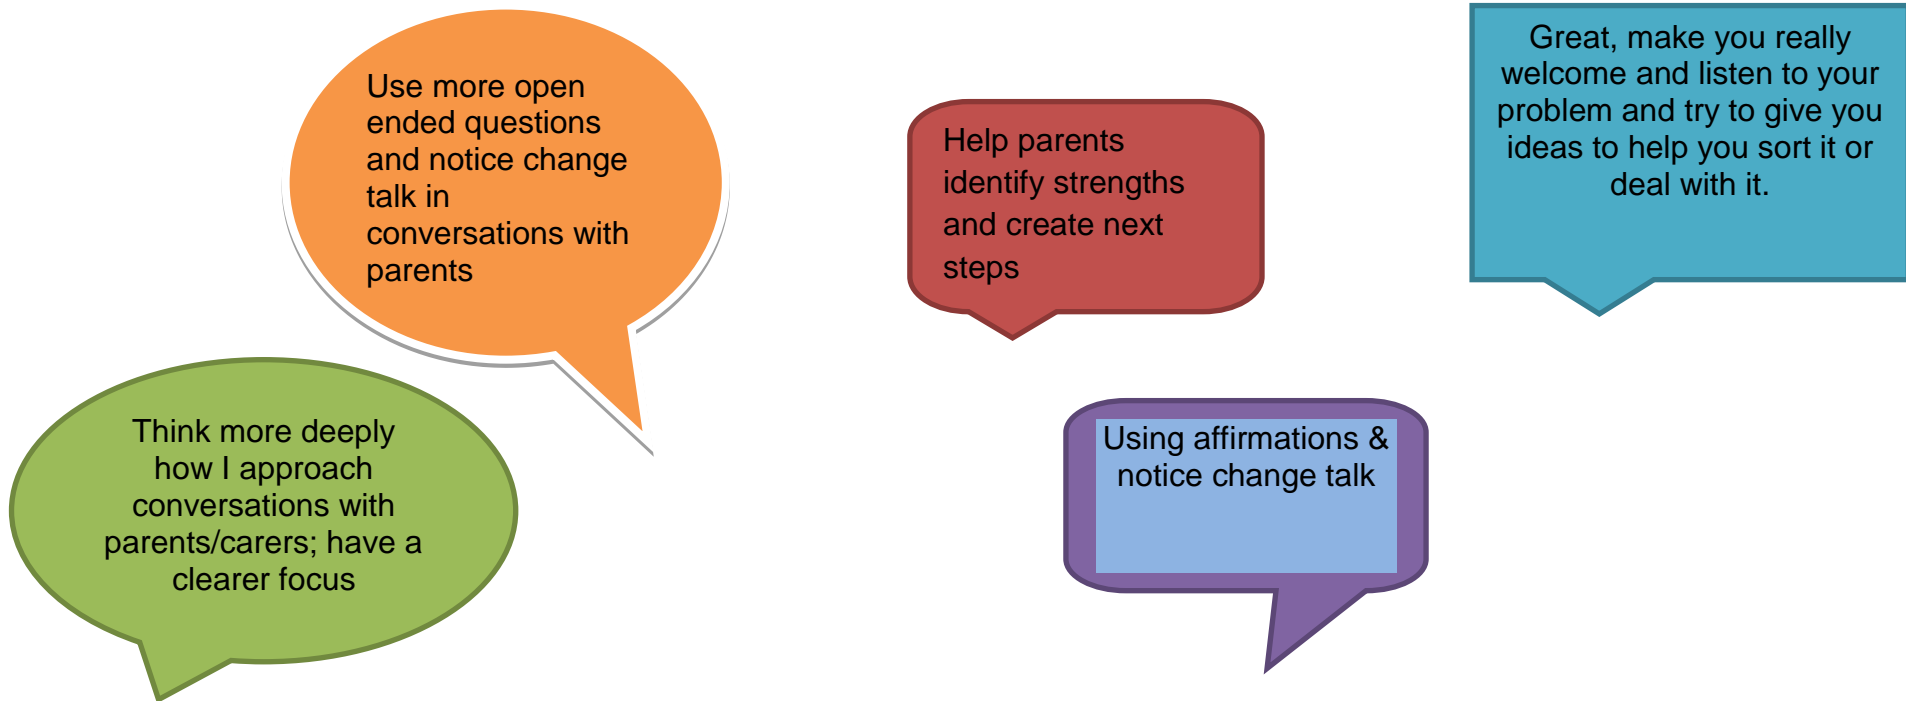 Use more open
ended questions
and notice change
talk in
conversations with
parents
Help parents
identify strengths
and create next
steps
Great, make you really
welcome and listen to your
problem and try to give you
ideas to help you sort it or
deal with it.
Think more deeply
how I approach
conversations with
parents/carers; have a
clearer focus
Using affirmations &
notice change talk